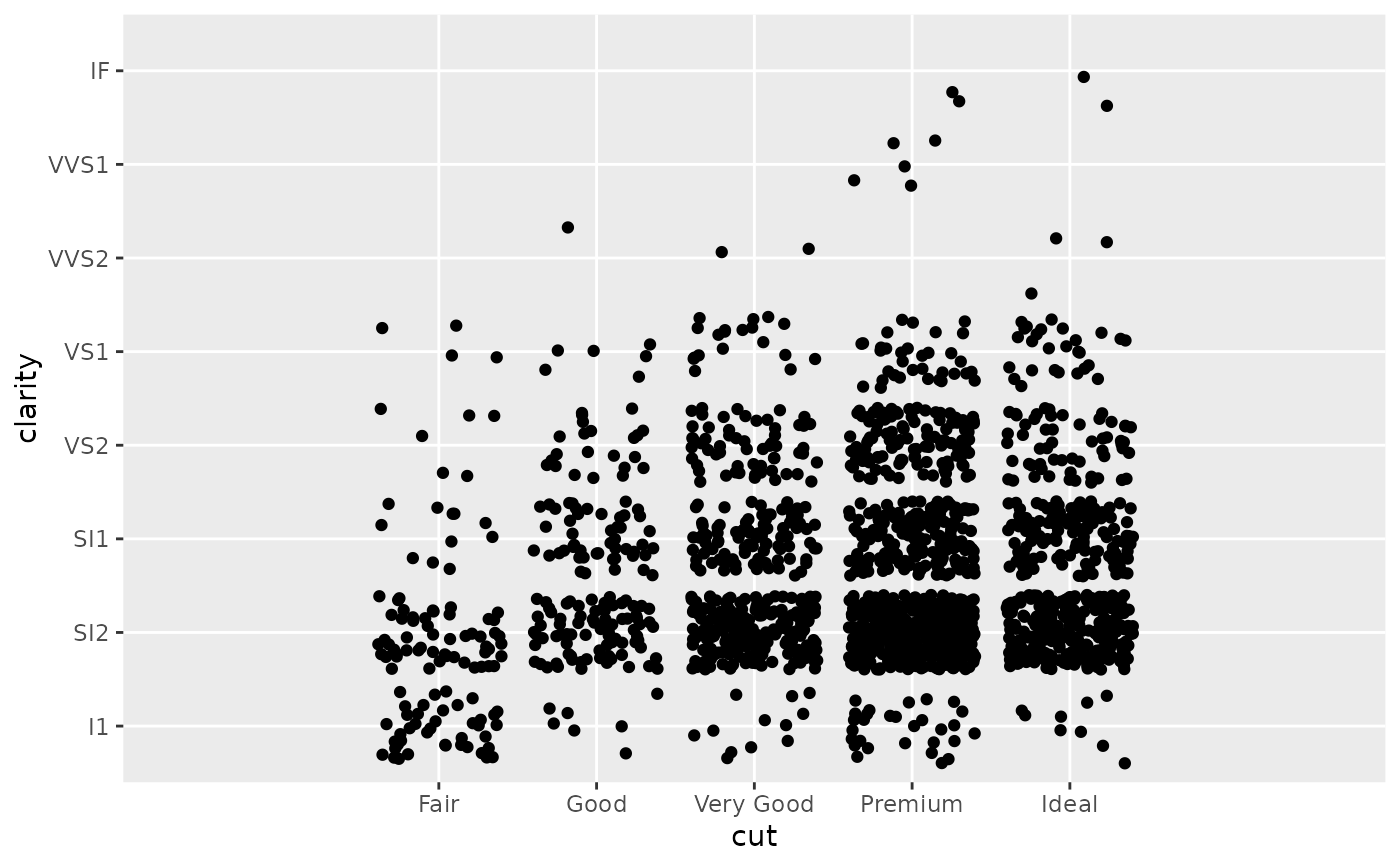 IF
VVS1
VVS2
VS1
VS2
SI1
SI2
I1
clarity
Fair Good Very Good Premium Ideal
cut